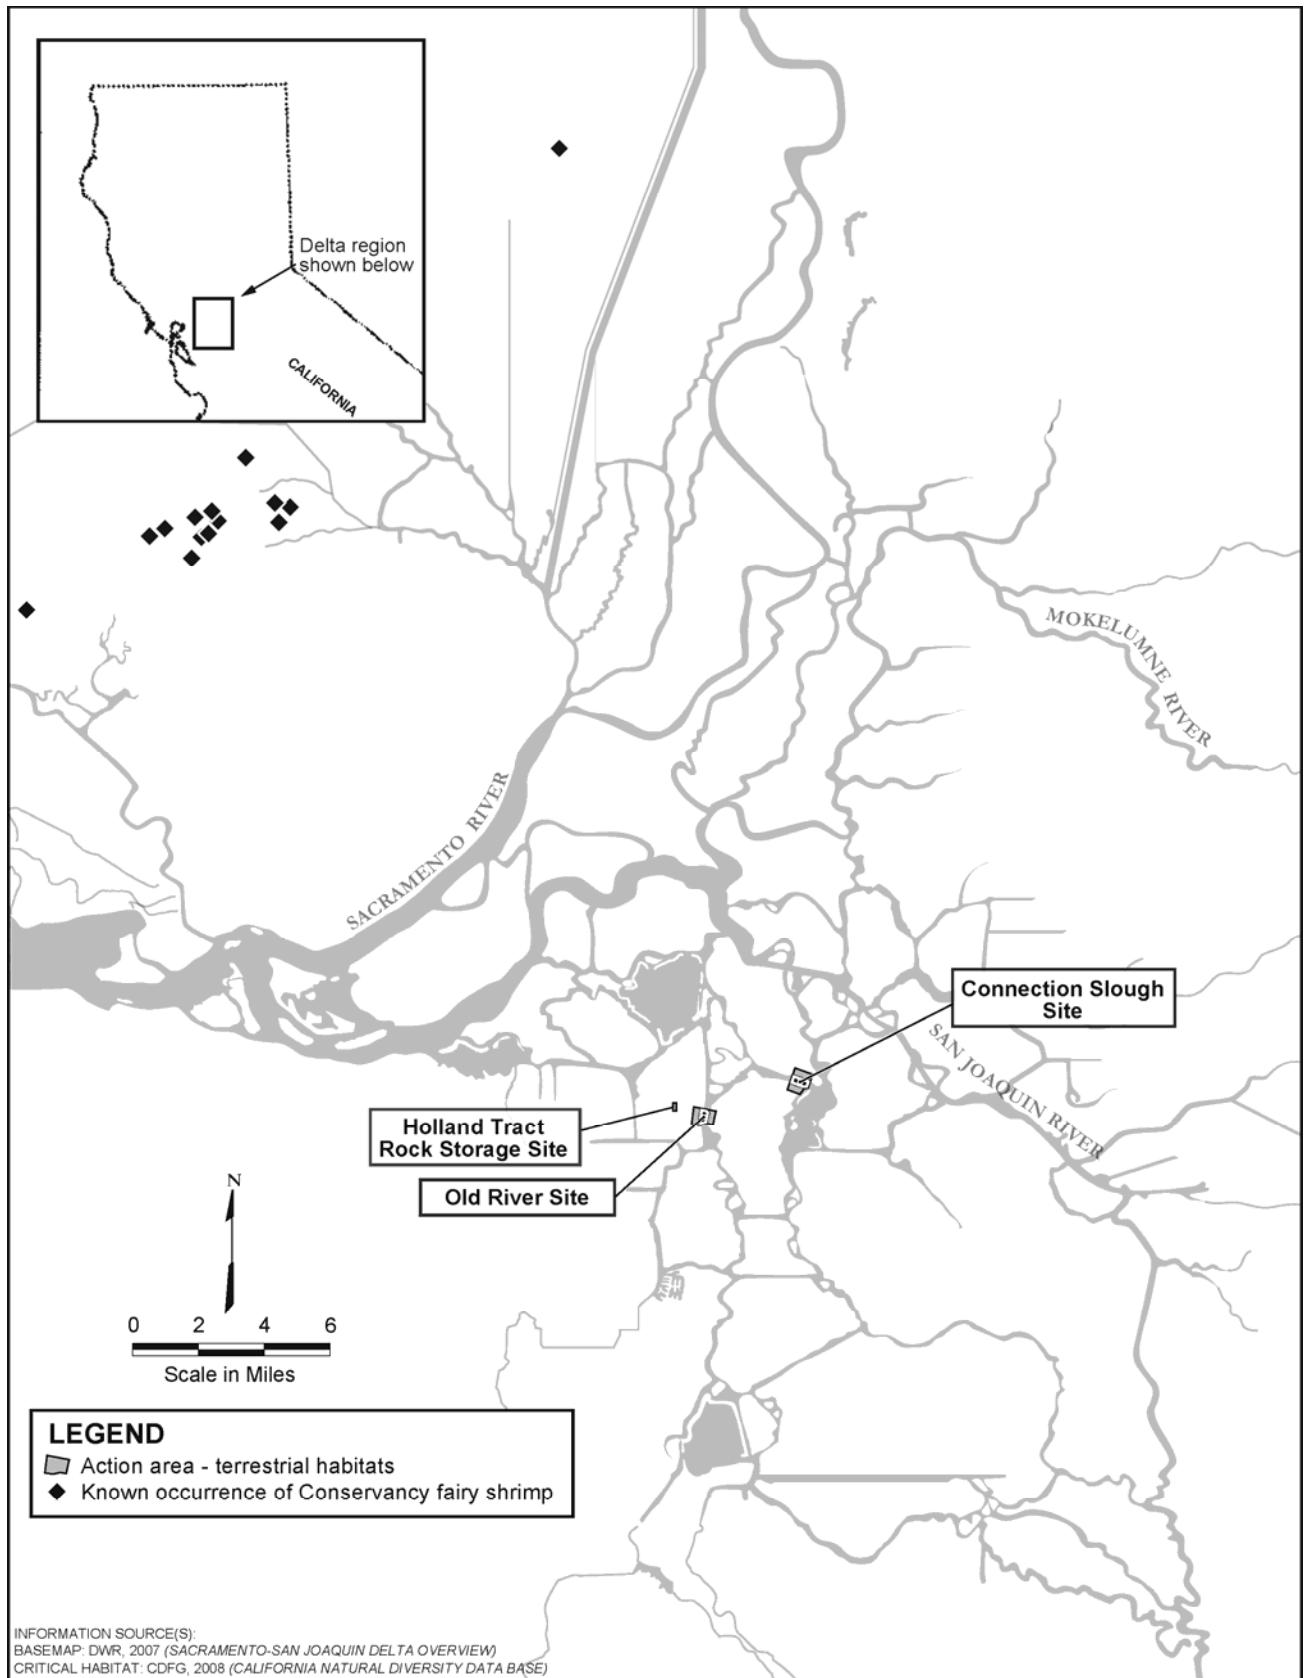 Delta region
shown below
CALIFORNIA
MOKELUMNE RIVER
SACRAMENTO RIVER
Connection Slough
Site
SAN JOAQUIN RIVER
Holland Tract
Rock Storage Site
Old River Site
N
0 2 4 6
Scale in Miles
LEGEND
Action area - terrestrial habitats
Known occurrence of Conservancy fairy shrimp
INFORMATION SOURCE(S):
BASEMAP: DWR, 2007 (SACRAMENTO-SAN JOAQUIN DELTA OVERVIEW)
CRITICAL HABITAT: CDFG, 2008 (CALIFORNIA NATURAL DIVERSITY DATA BASE)